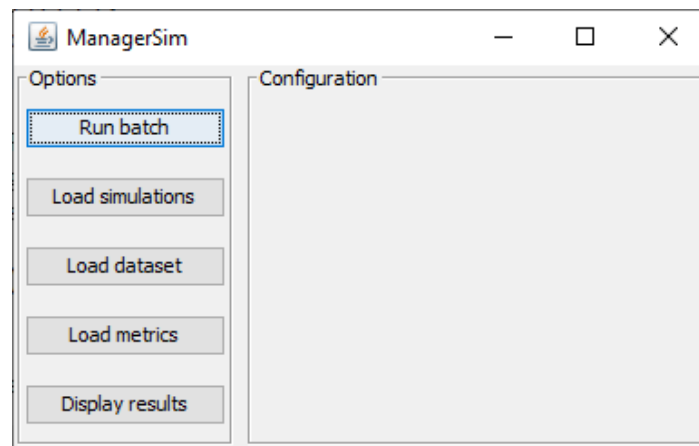 ManagerSim
Options
Configuration
Run batch
Load simulations
Load dataset
Load metrics
Display results